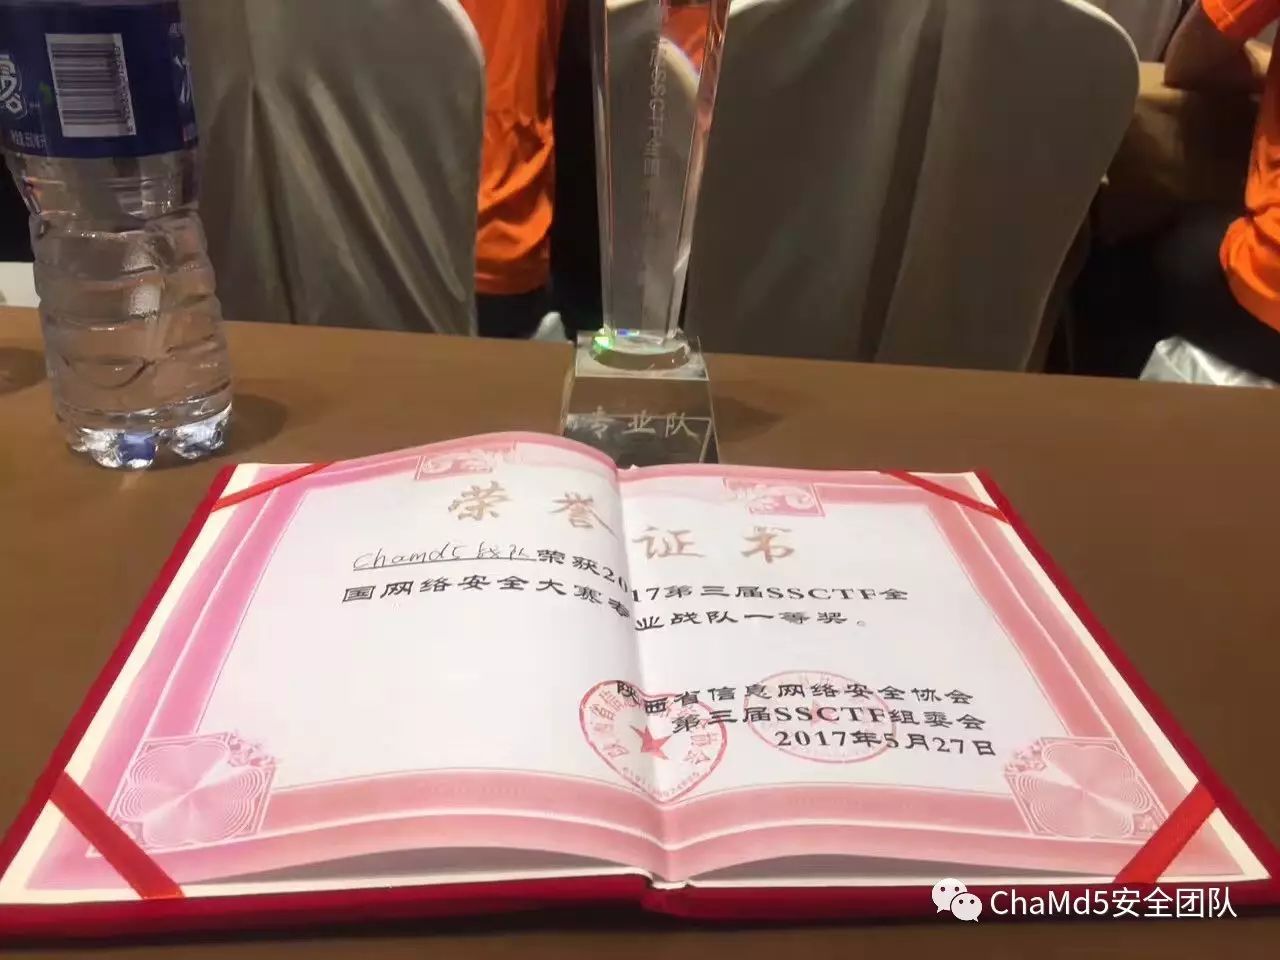 专业队
荣誉证书
Chamd5战队荣获2017第三届SSCTF全
国网络安全大赛专业战队一等奖。
陕西省信息网络安全协会
第三届SSCTF组委会
2017年5月27日
ChaMd5安全团队